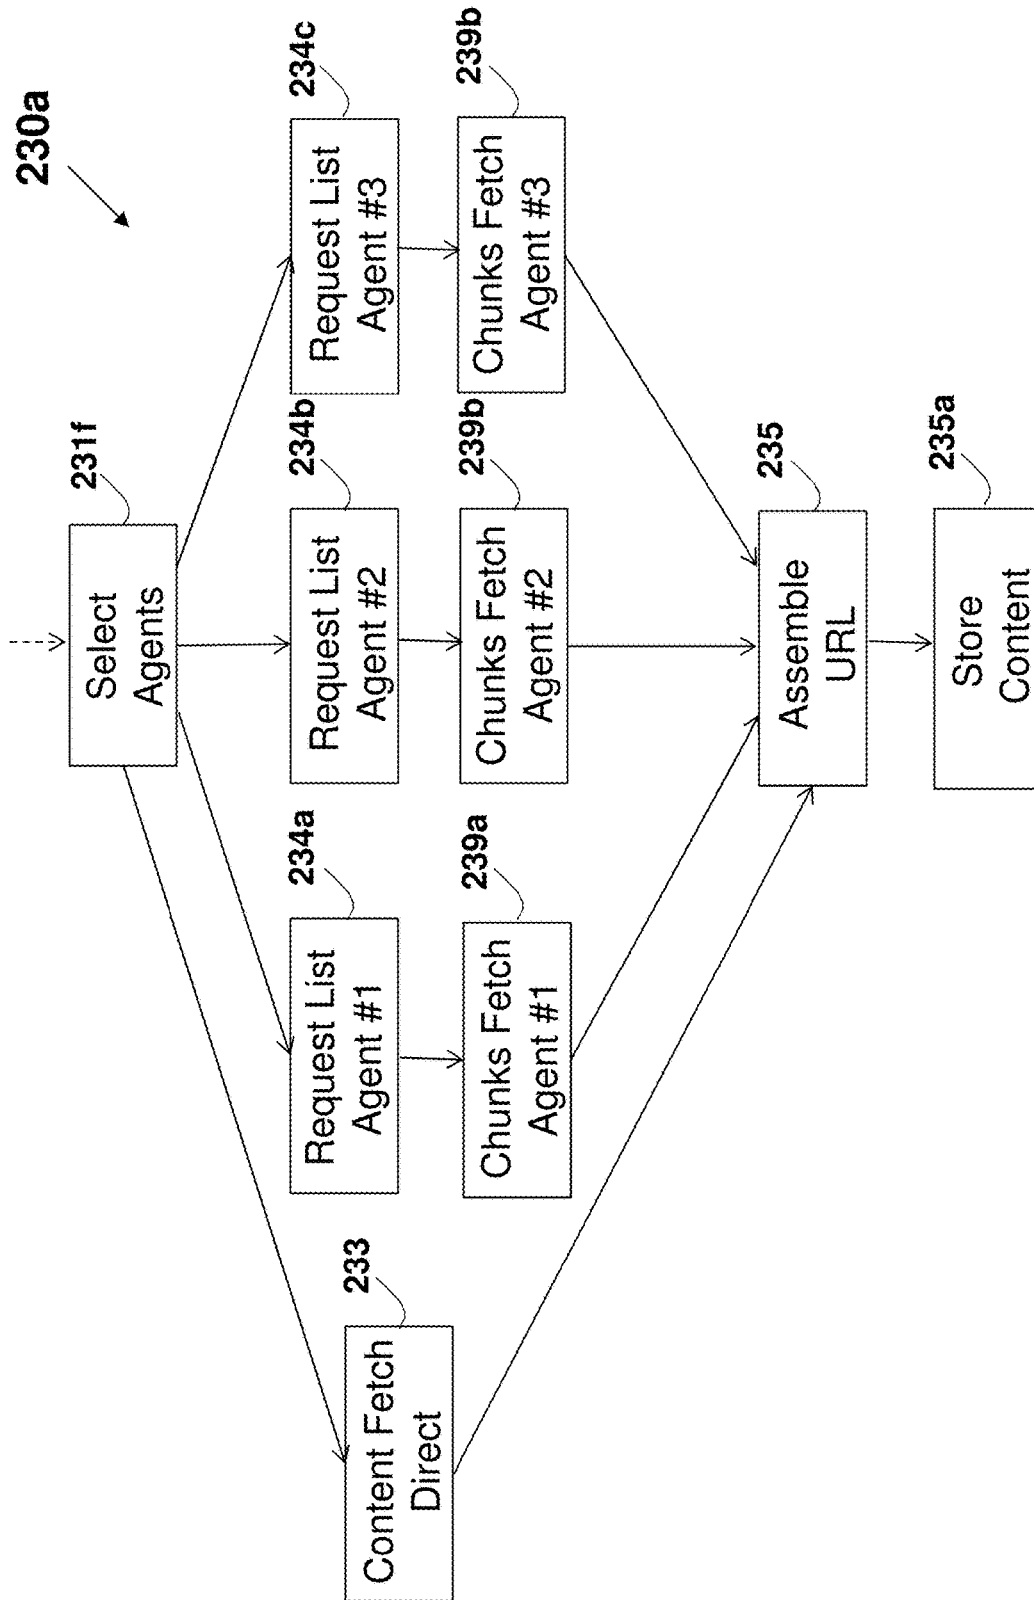 230a
231f
Select
Agents
233
Content Fetch
Direct
234a
Request List
Agent #1
234b
Request List
Agent #2
234c
Request List
Agent #3
239a
Chunks Fetch
Agent #1
239b
Chunks Fetch
Agent #2
239b
Chunks Fetch
Agent #3
235
Assemble
URL
235a
Store
Content